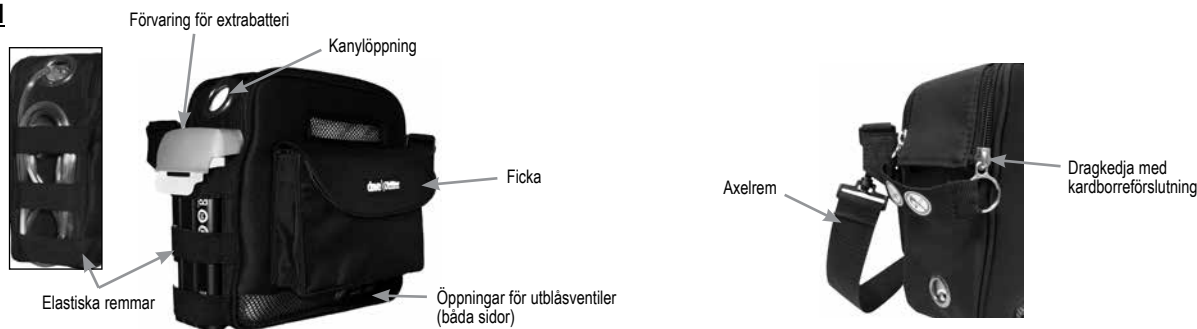 Förvaring för extrabatteri
Kanylöppning
Ficka
Elastiska remmar
Öppningar för utblåsventiler
(båda sidor)
Axelrem
Dragkedja med
kardborreförslutning